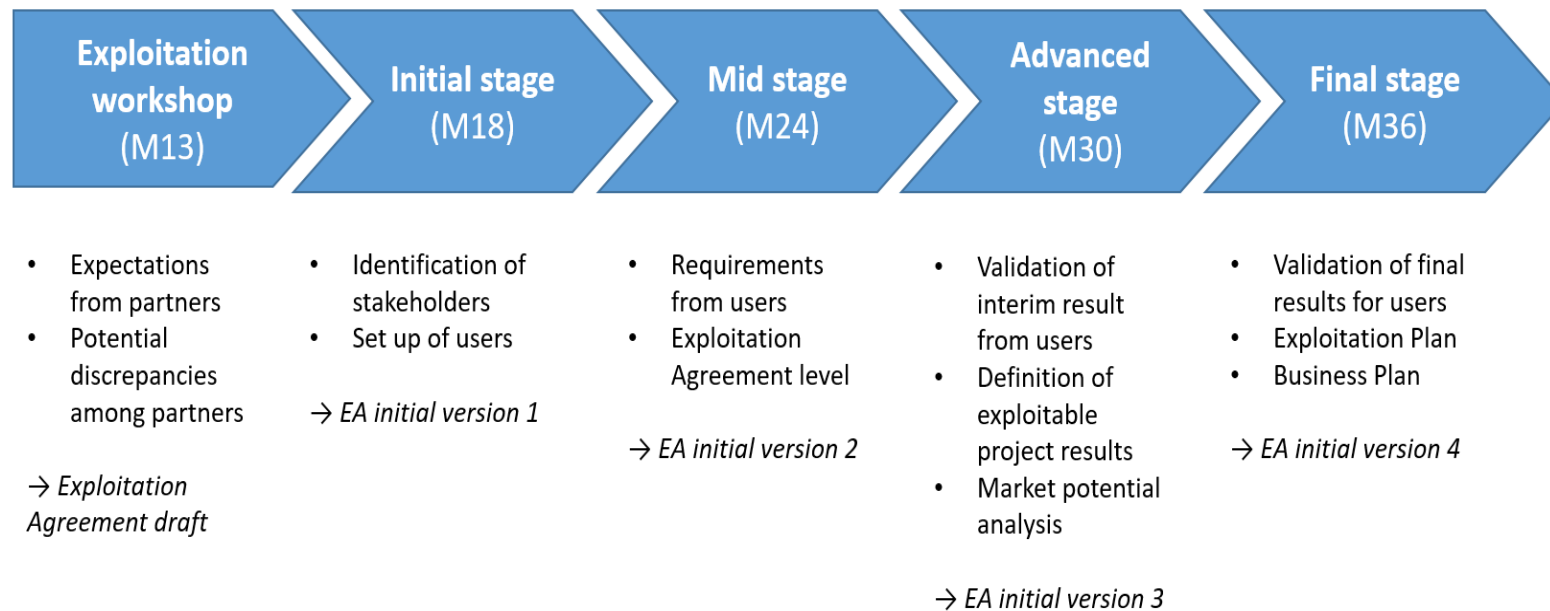 Exploitation
workshop
(M13)
Initial stage
(M18)
Mid stage
(M24)
Advanced
stage
(M30)
Final stage
(M36)
• Expectations
from partners
• Potential
discrepancies
among partners
→ Exploitation
Agreement draft
• Identification of
stakeholders
• Set up of users
→ EA initial version 1
• Requirements
from users
• Exploitation
Agreement level
→ EA initial version 2
• Validation of
interim result
from users
• Definition of
exploitable
project results
• Market potential
analysis
→ EA initial version 3
• Validation of final
results for users
• Exploitation Plan
• Business Plan
→ EA initial version 4